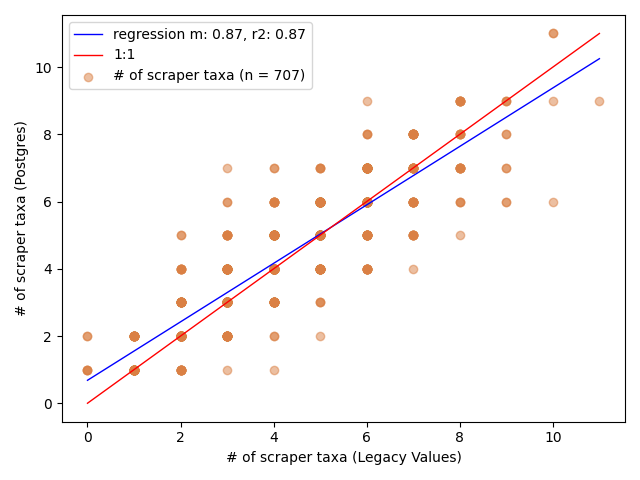 regression m: 0.87, r2: 0.87
1:1
# of scraper taxa (n = 707)
10
8
6
4
2
0
# of scraper taxa (Postgres)
0 2 4 6 8 10
# of scraper taxa (Legacy Values)